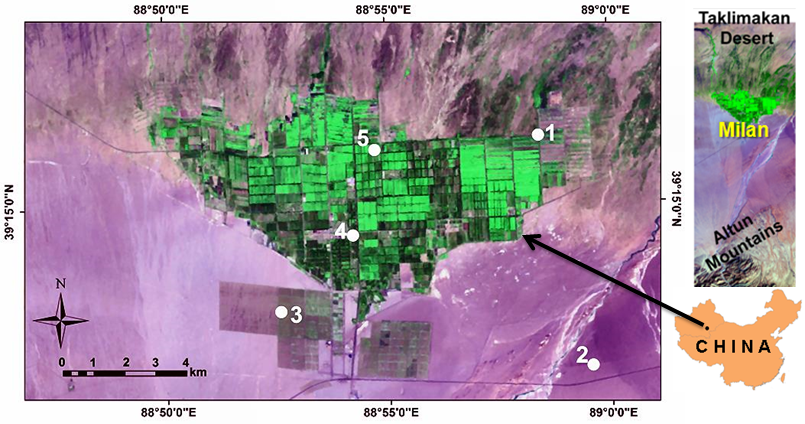 88°50'0"E
88°55'0"E
89°0'0"E
39°15'0"N
1
5
4
3
2
N
0 1 2 3 4
km
39°15'0"N
88°50'0"E
88°55'0"E
89°0'0"E
Taklimakan
Desert
Milan
Altun
Mountains
CHINA